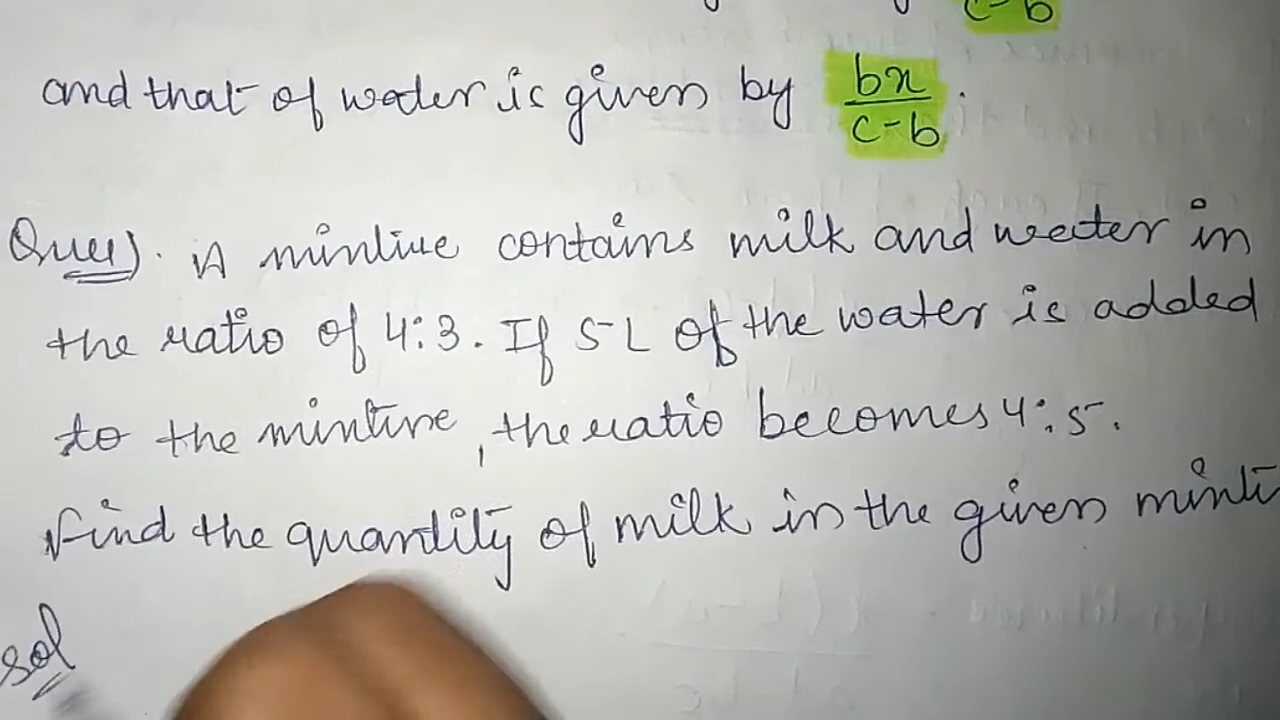 c-b
and that of water is given by bx/c-b.
Ques). A mixture contains milk and water in
the ratio of 4:3. If 5L of the water is added
to the mixture, the ratio becomes 4:5.
Find the quantity of milk in the given
sol